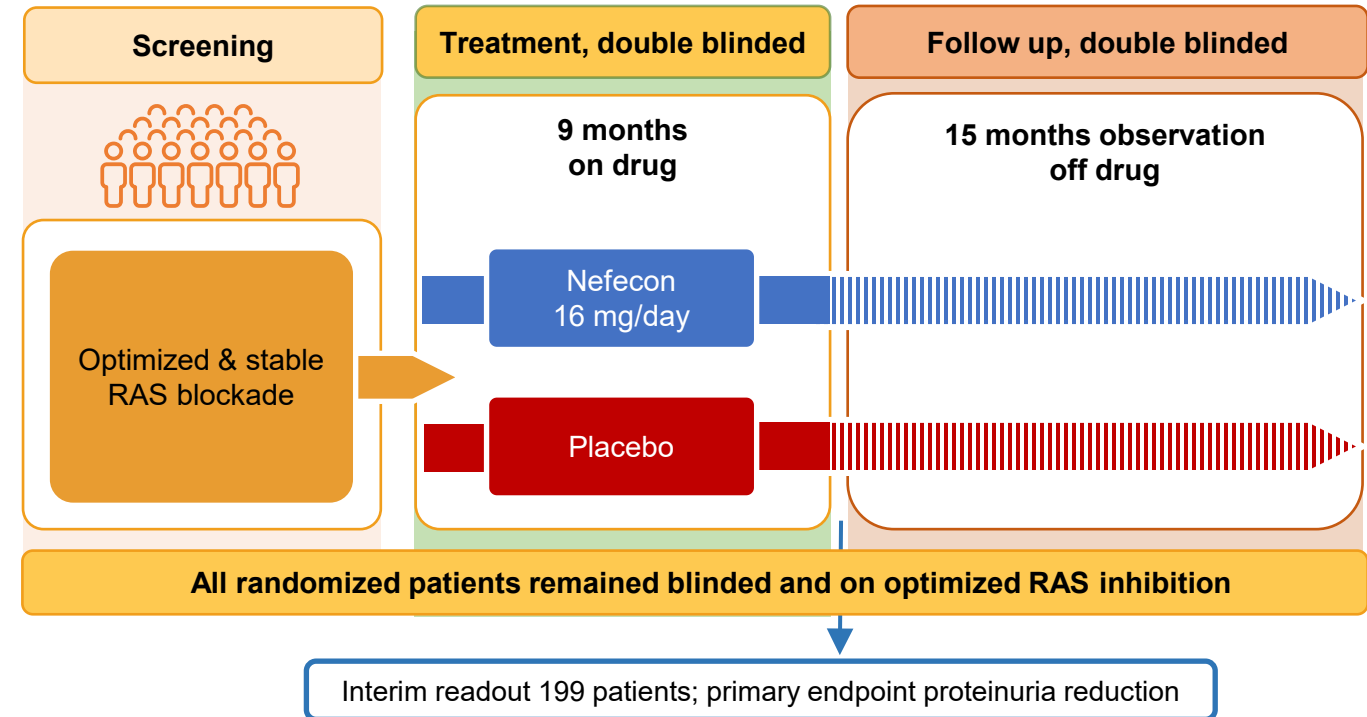 Screening
Treatment, double blinded
Follow up, double blinded
9 months
on drug
15 months observation
off drug
Optimized & stable
RAS blockade
Nefecon
16 mg/day
Placebo
All randomized patients remained blinded and on optimized RAS inhibition
Interim readout 199 patients; primary endpoint proteinuria reduction